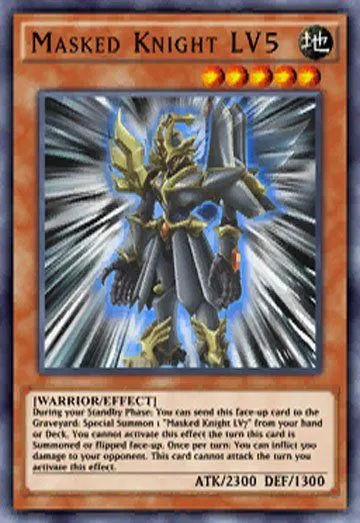 Masked Knight LV5
地
[WARRIOR/EFFECT]
During your Standby Phase: You can send this face-up card to the
Graveyard: Special Summon 1 "Masked Knight LV7" from your hand
or Deck. You cannot activate this effect the turn this card is
Summoned or flipped face-up. Once per turn: You can inflict 500
damage to your opponent. This card cannot attack the turn you
activate this effect.
ATK/2300 DEF/1300